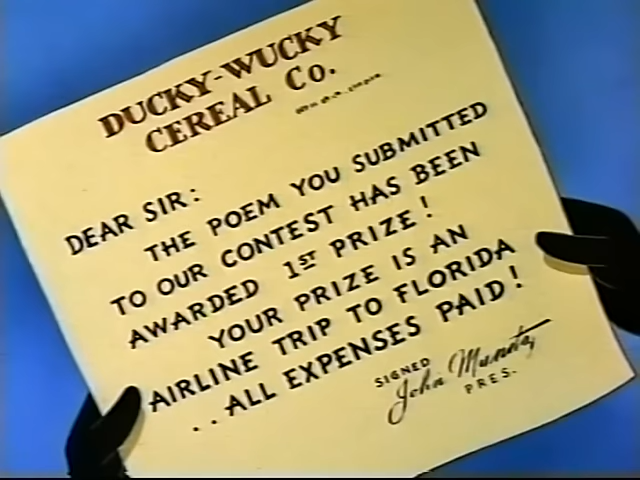 DUCKY-WUCKY
CEREAL CO.
DEAR SIR:
THE POEM YOU SUBMITTED
TO OUR CONTEST HAS BEEN
AWARDED 1ST PRIZE!
YOUR PRIZE IS AN
AIRLINE TRIP TO FLORIDA
..ALL EXPENSES PAID!
SIGNED
John
PRES.